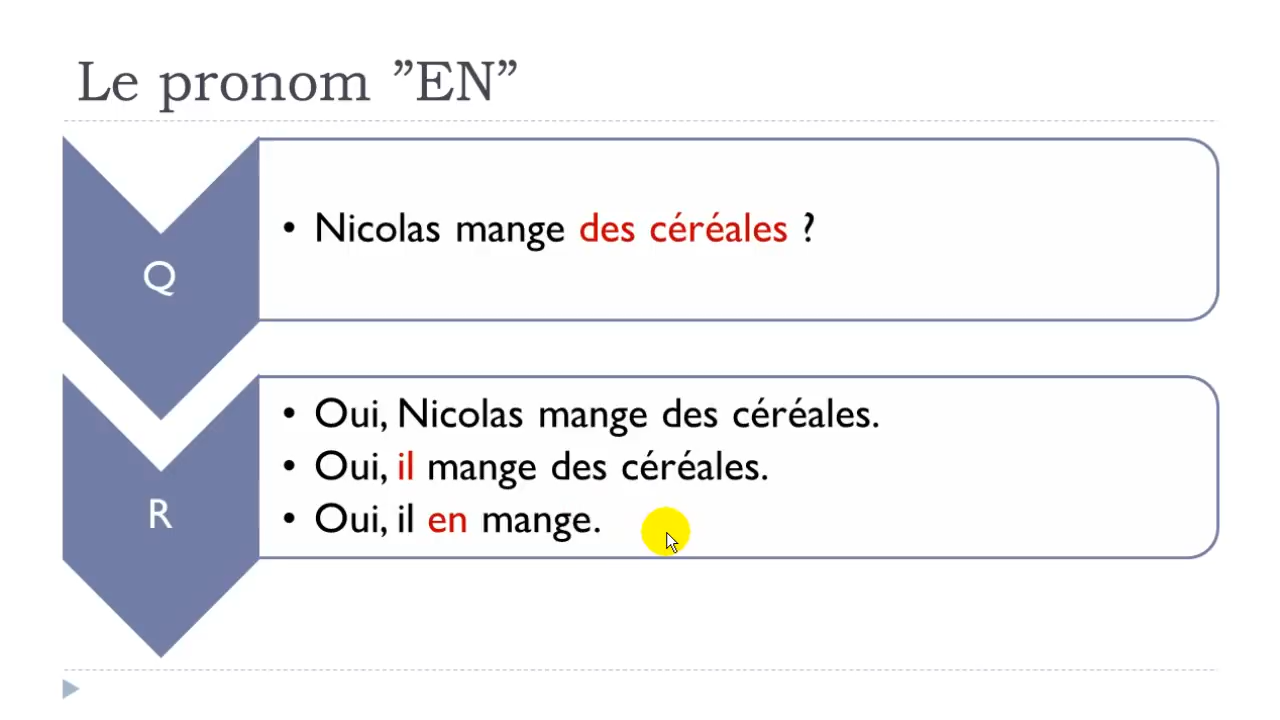 Le pronom ”EN”
Q
• Nicolas mange des céréales ?
R
• Oui, Nicolas mange des céréales.
• Oui, il mange des céréales.
• Oui, il en mange.